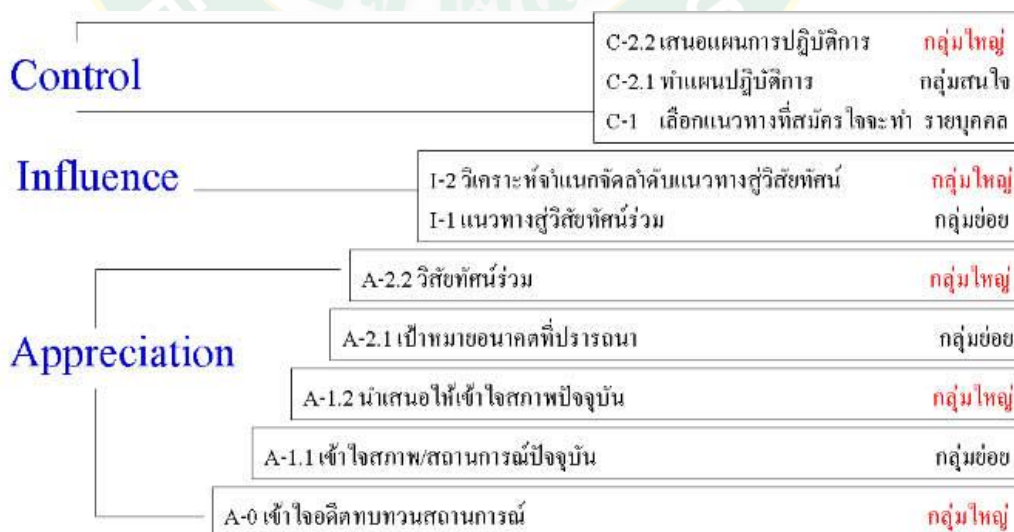 Control
C-2.2 เสนอแผนการปฏิบัติการ กลุ่มใหญ่
C-2.1 ทำแผนปฏิบัติการ กลุ่มสนใจ
C-1 เลือกแนวทางที่สมัครใจจะทำ รายบุคคล
Influence
I-2 วิเคราะห์จำแนกจัดลำดับแนวทางสู่วิสัยทัศน์ กลุ่มใหญ่
I-1 แนวทางสู่วิสัยทัศน์ร่วม กลุ่มย่อย
Appreciation
A-2.2 วิสัยทัศน์ร่วม กลุ่มใหญ่
A-2.1 เป้าหมายอนาคตที่ปรารถนา กลุ่มย่อย
A-1.2 นำเสนอให้เข้าใจสภาพปัจจุบัน กลุ่มใหญ่
A-1.1 เข้าใจสภาพ/สถานการณ์ปัจจุบัน กลุ่มย่อย
A-0 เข้าใจอดีตทบทวนสถานการณ์ กลุ่มใหญ่